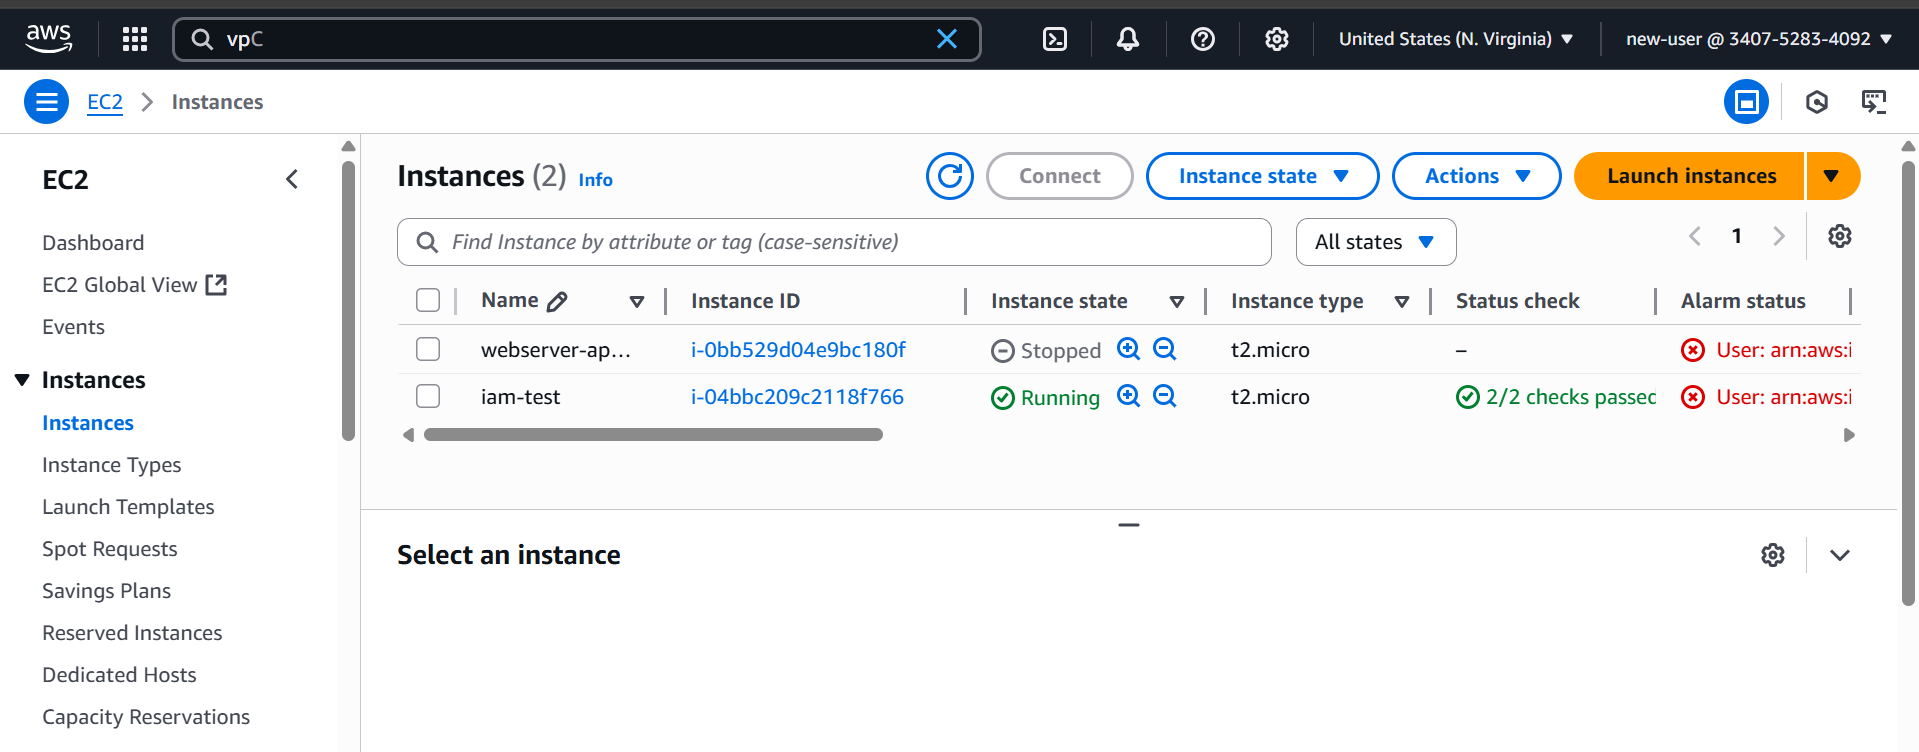 aws
vpC
United States (N. Virginia)
new-user @ 3407-5283-4092
EC2
Instances
EC2
Dashboard
EC2 Global View
Events
Instances
Instances
Instance Types
Launch Templates
Spot Requests
Savings Plans
Reserved Instances
Dedicated Hosts
Capacity Reservations
Instances (2) Info
Connect
Instance state
Actions
Launch instances
Find Instance by attribute or tag (case-sensitive)
All states
1
Name Instance ID Instance state Instance type Status check Alarm status
webserver-ap... i-0bb529d04e9bc180f Stopped t2.micro – User: arn:aws:i
iam-test i-04bbc209c2118f766 Running t2.micro 2/2 checks passed User: arn:aws:i
Select an instance